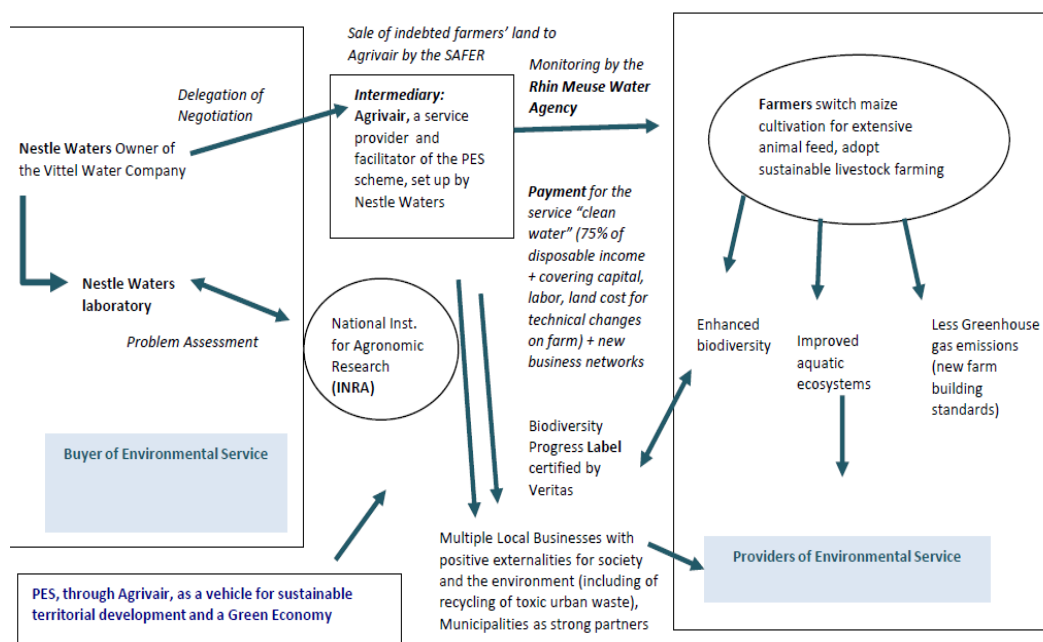 Sale of indebted farmers' land to
Agrivair by the SAFER
Delegation of
Negotiation
Nestle Waters Owner of
the Vittel Water Company
Intermediary:
Agrivair, a service
provider and
facilitator of the PES
scheme, set up by
Nestle Waters
Monitoring by the
Rhin Meuse Water
Agency
Farmers switch maize
cultivation for extensive
animal feed, adopt
sustainable livestock farming
Payment for the
service "clean
water" (75% of
disposable income
+ covering capital,
labor, land cost for
technical changes
on farm) + new
business networks
Nestle Waters
laboratory
Problem Assessment
National Inst.
for Agronomic
Research
(INRA)
Enhanced
biodiversity
Improved
aquatic
ecosystems
Less Greenhouse
gas emissions
(new farm
building
standards)
Buyer of Environmental Service
Biodiversity
Progress Label
certified by
Veritas
Multiple Local Businesses with
positive externalities for society
and the environment (including of
recycling of toxic urban waste),
Municipalities as strong partners
Providers of Environmental Service
PES, through Agrivair, as a vehicle for sustainable
territorial development and a Green Economy